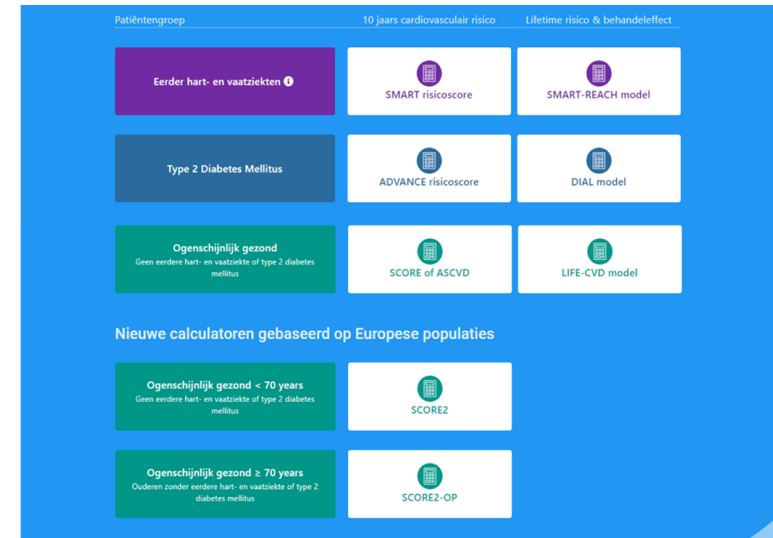 Patiëntengroep
10 jaars cardiovasculair risico
Lifetime risico & behandeleffect
Eerder hart- en vaatziekten
SMART risicoscore
SMART-REACH model
Type 2 Diabetes Mellitus
ADVANCE risicoscore
DIAL model
Ogenschijnlijk gezond
Geen eerdere hart- en vaatziekte of type 2 diabetes
mellitus
SCORE of ASCVD
LIFE-CVD model
Nieuwe calculatoren gebaseerd op Europese populaties
Ogenschijnlijk gezond < 70 years
Geen eerdere hart- en vaatziekte of type 2 diabetes
mellitus
SCORE2
Ogenschijnlijk gezond ≥ 70 years
Ouderen zonder eerdere hart- en vaatziekte of type 2
diabetes mellitus
SCORE2-OP